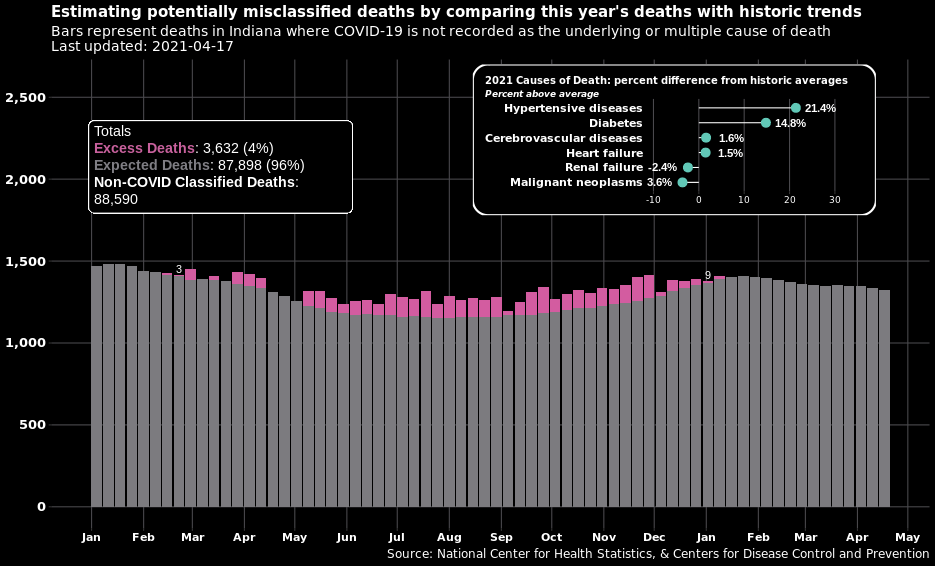 Estimating potentially misclassified deaths by comparing this year's deaths with historic trends
Bars represent deaths in Indiana where COVID-19 is not recorded as the underlying or multiple cause of death
Last updated: 2021-04-17
2021 Causes of Death: percent difference from historic averages
Percent above average
Hypertensive diseases 21.4%
Diabetes 14.8%
Cerebrovascular diseases 1.6%
Heart failure 1.5%
Renal failure -2.4%
Malignant neoplasms 3.6%
-10 0 10 20 30
Totals
Excess Deaths: 3,632 (4%)
Expected Deaths: 87,898 (96%)
Non-COVID Classified Deaths:
88,590
2,500
2,000
1,500
1,000
500
0
3
9
Jan Feb Mar Apr May Jun Jul Aug Sep Oct Nov Dec Jan Feb Mar Apr May
Source: National Center for Health Statistics, & Centers for Disease Control and Prevention